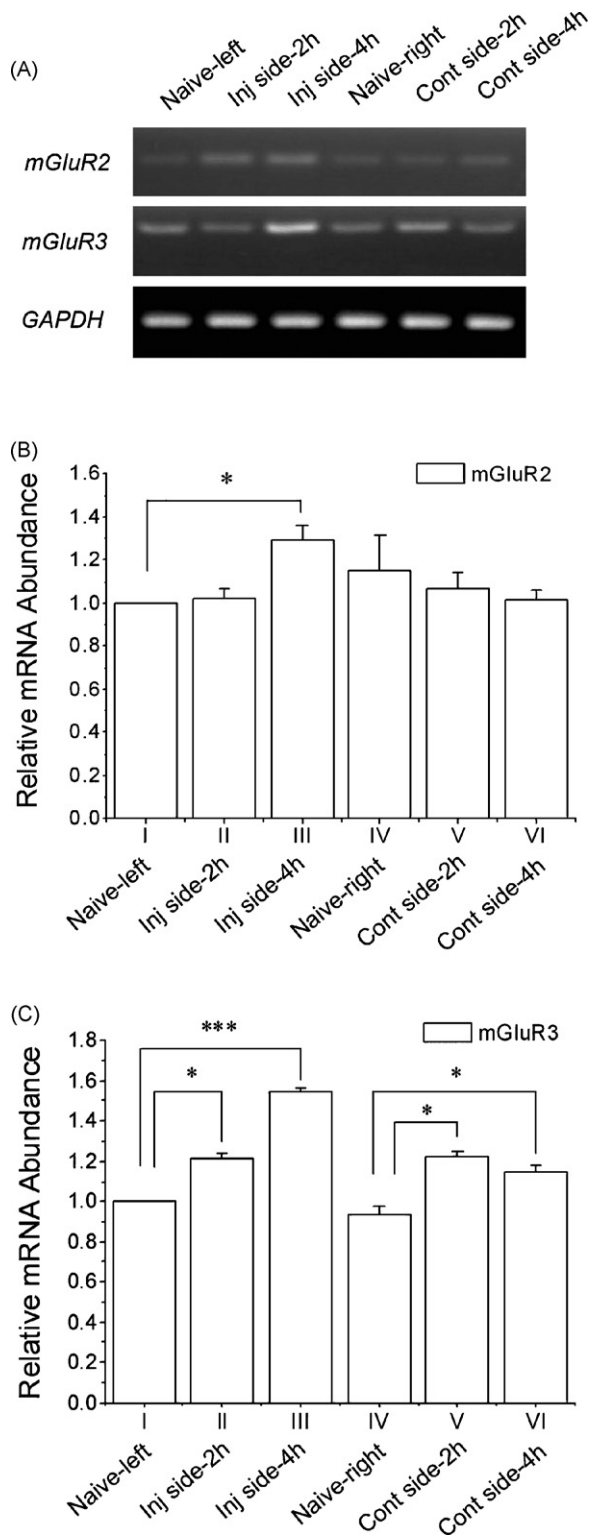 (A)
Naive-left
Inj side-2h
Inj side-4h
Naive-right
Cont side-2h
Cont side-4h
mGluR2
mGluR3
GAPDH
(B)
Relative mRNA Abundance
1.6
1.4
1.2
1.0
0.8
0.6
0.4
0.2
0.0
*
mGluR2
I II III IV V VI
Naive-left
Inj side-2h
Inj side-4h
Naive-right
Cont side-2h
Cont side-4h
(C)
Relative mRNA Abundance
1.8
1.6
1.4
1.2
1.0
0.8
0.6
0.4
0.2
0.0
***
*
*
*
mGluR3
I II III IV V VI
Naive-left
Inj side-2h
Inj side-4h
Naive-right
Cont side-2h
Cont side-4h